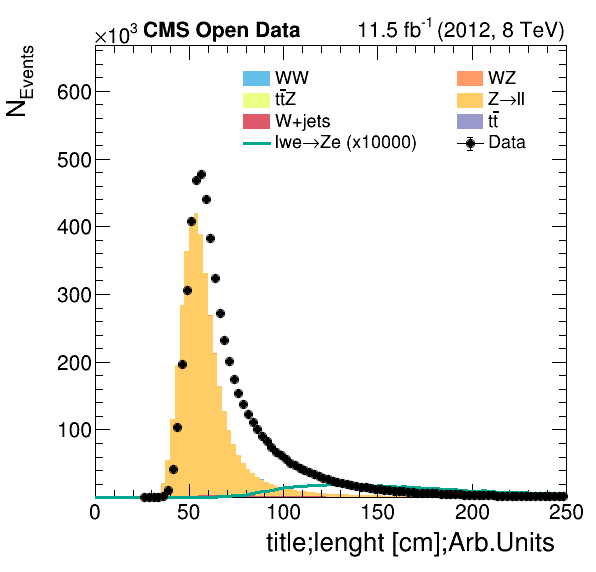 ×10³ CMS Open Data 11.5 fb⁻¹ (2012, 8 TeV)
N_Events
WW WZ
tt̄Z Z→ll
W+jets tt̄
lwe→Ze (x10000) Data
600
500
400
300
200
100
0 50 100 150 200 250
title;lenght [cm];Arb.Units